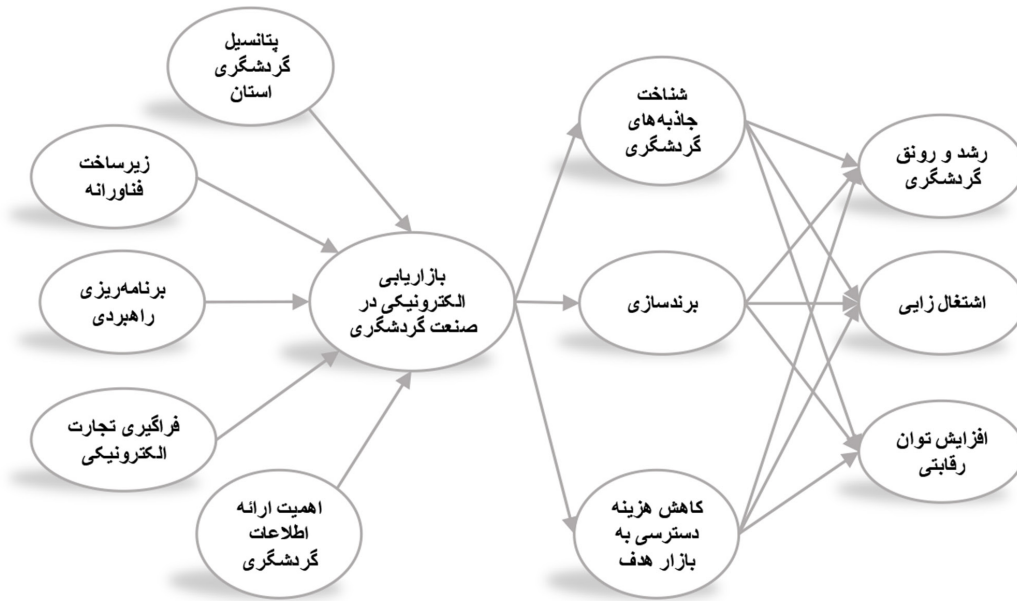 پتانسیل
گردشگری
استان
زیرساخت
فناورانه
برنامه‌ریزی
راهبردی
فراگیری تجارت
الکترونیکی
اهمیت ارائه
اطلاعات
گردشگری
بازاریابی
الکترونیکی در
صنعت گردشگری
شناخت
جاذبه‌های
گردشگری
برندسازی
کاهش هزینه
دسترسی به
بازار هدف
رشد و رونق
گردشگری
اشتغال زایی
افزایش توان
رقابتی